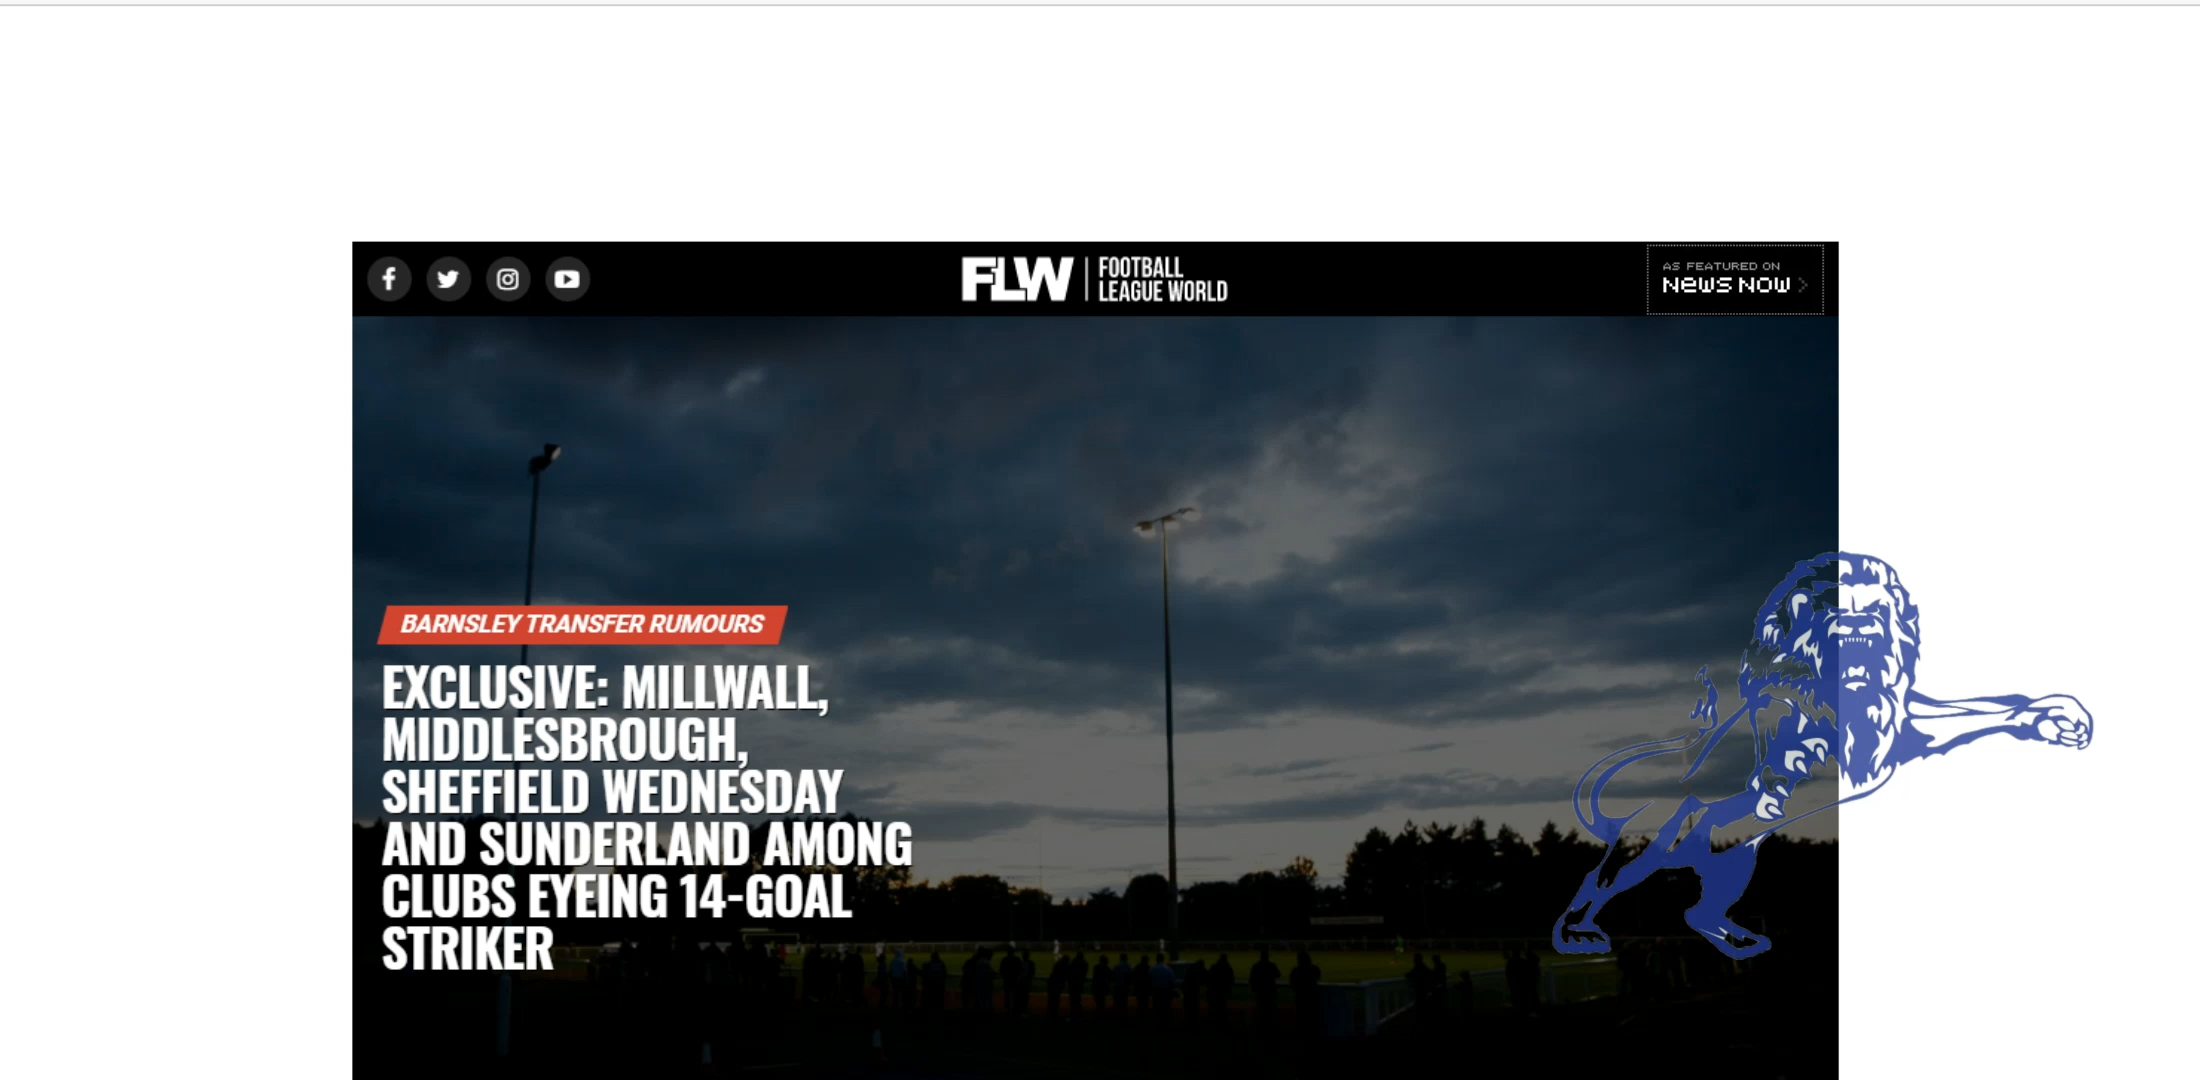 FLW
FOOTBALL
LEAGUE WORLD
AS FEATURED ON
NEWS NOW
BARNSLEY TRANSFER RUMOURS
EXCLUSIVE: MILLWALL,
MIDDLESBROUGH,
SHEFFIELD WEDNESDAY
AND SUNDERLAND AMONG
CLUBS EYEING 14-GOAL
STRIKER